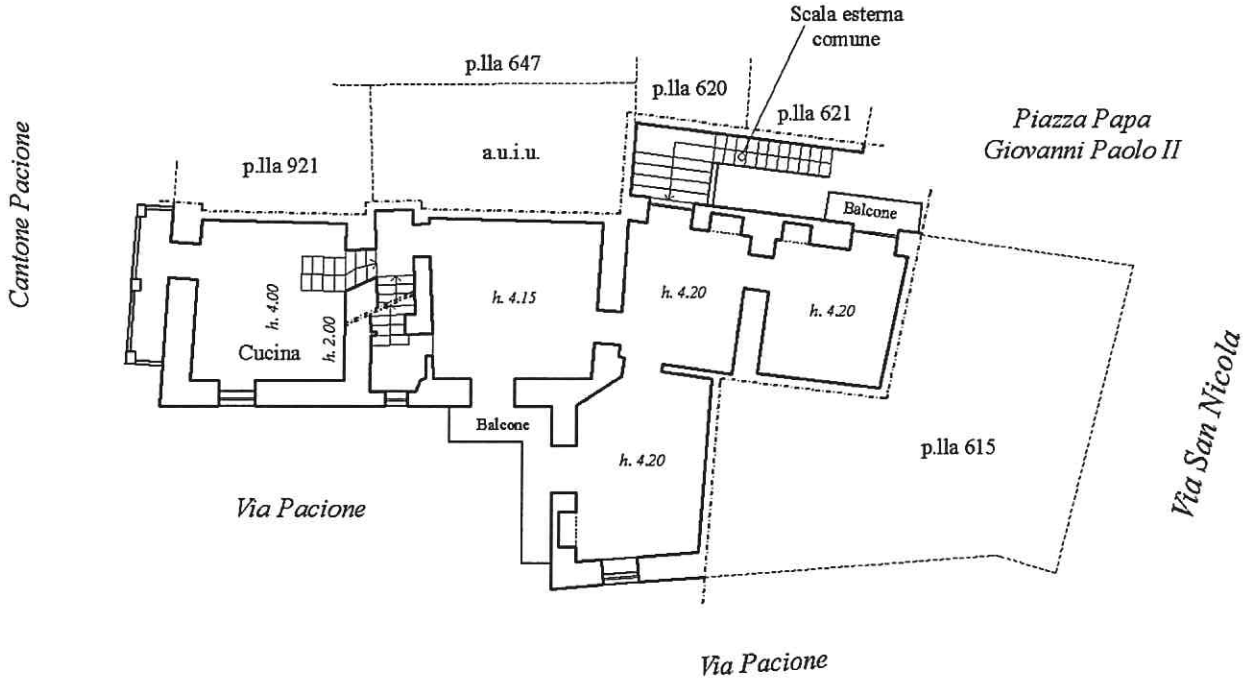 Scala esterna
comune
p.lla 647
p.lla 620
p.lla 621
Piazza Papa
Giovanni Paolo II
Cantone Pacione
p.lla 921
a.u.i.u.
Balcone
h. 4.00
h. 2.00
Cucina
h. 4.15
h. 4.20
h. 4.20
Balcone
h. 4.20
p.lla 615
Via San Nicola
Via Pacione
Via Pacione